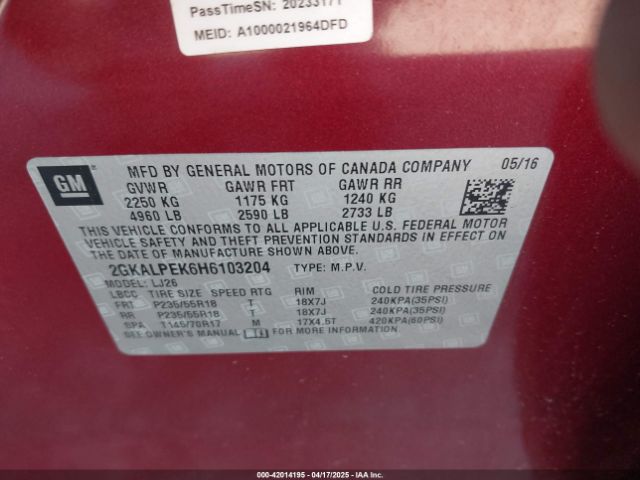 PassTimeSN: 20233171
MEID: A1000021964DFD
GM
MFD BY GENERAL MOTORS OF CANADA COMPANY 05/16
GVWR GAWR FRT GAWR RR
2250 KG 1175 KG 1240 KG
4960 LB 2590 LB 2733 LB
THIS VEHICLE CONFORMS TO ALL APPLICABLE U.S. FEDERAL MOTOR
VEHICLE SAFETY AND THEFT PREVENTION STANDARDS IN EFFECT ON
THE DATE OF MANUFACTURE SHOWN ABOVE.
2GKALPEK6H6103204 TYPE: M.P.V.
MODEL: LJ26
LBCC TIRE SIZE SPEED RTG RIM COLD TIRE PRESSURE
FRT P235/55R18 T 18X7J 240KPA(35PSI)
RR P235/55R18 T 18X7J 240KPA(35PSI)
SPA T145/70R17 M 17X4.5T 420KPA(60PSI)
SEE OWNER'S MANUAL FOR MORE INFORMATION.
000-42014195 - 04/17/2025 - IAAI, INC.